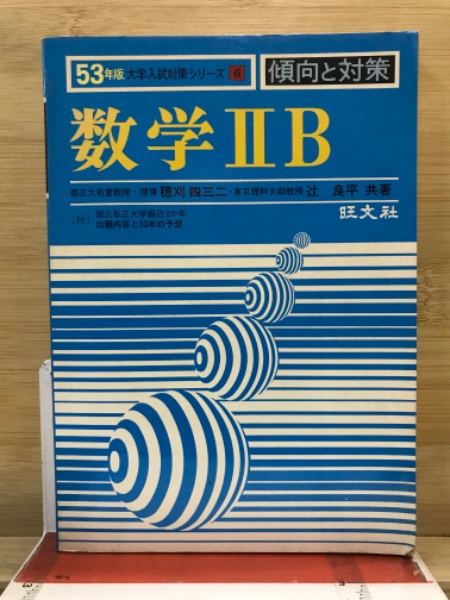 53年版 大学入試対策シリーズ 6 傾向と対策
数学ⅡB
都立大名誉教授・理博 穂刈四三二・東京理科大助教授 辻 良平 共著
〔付〕 国公私立大学最近3か年
出題内容と53年の予想
旺文社